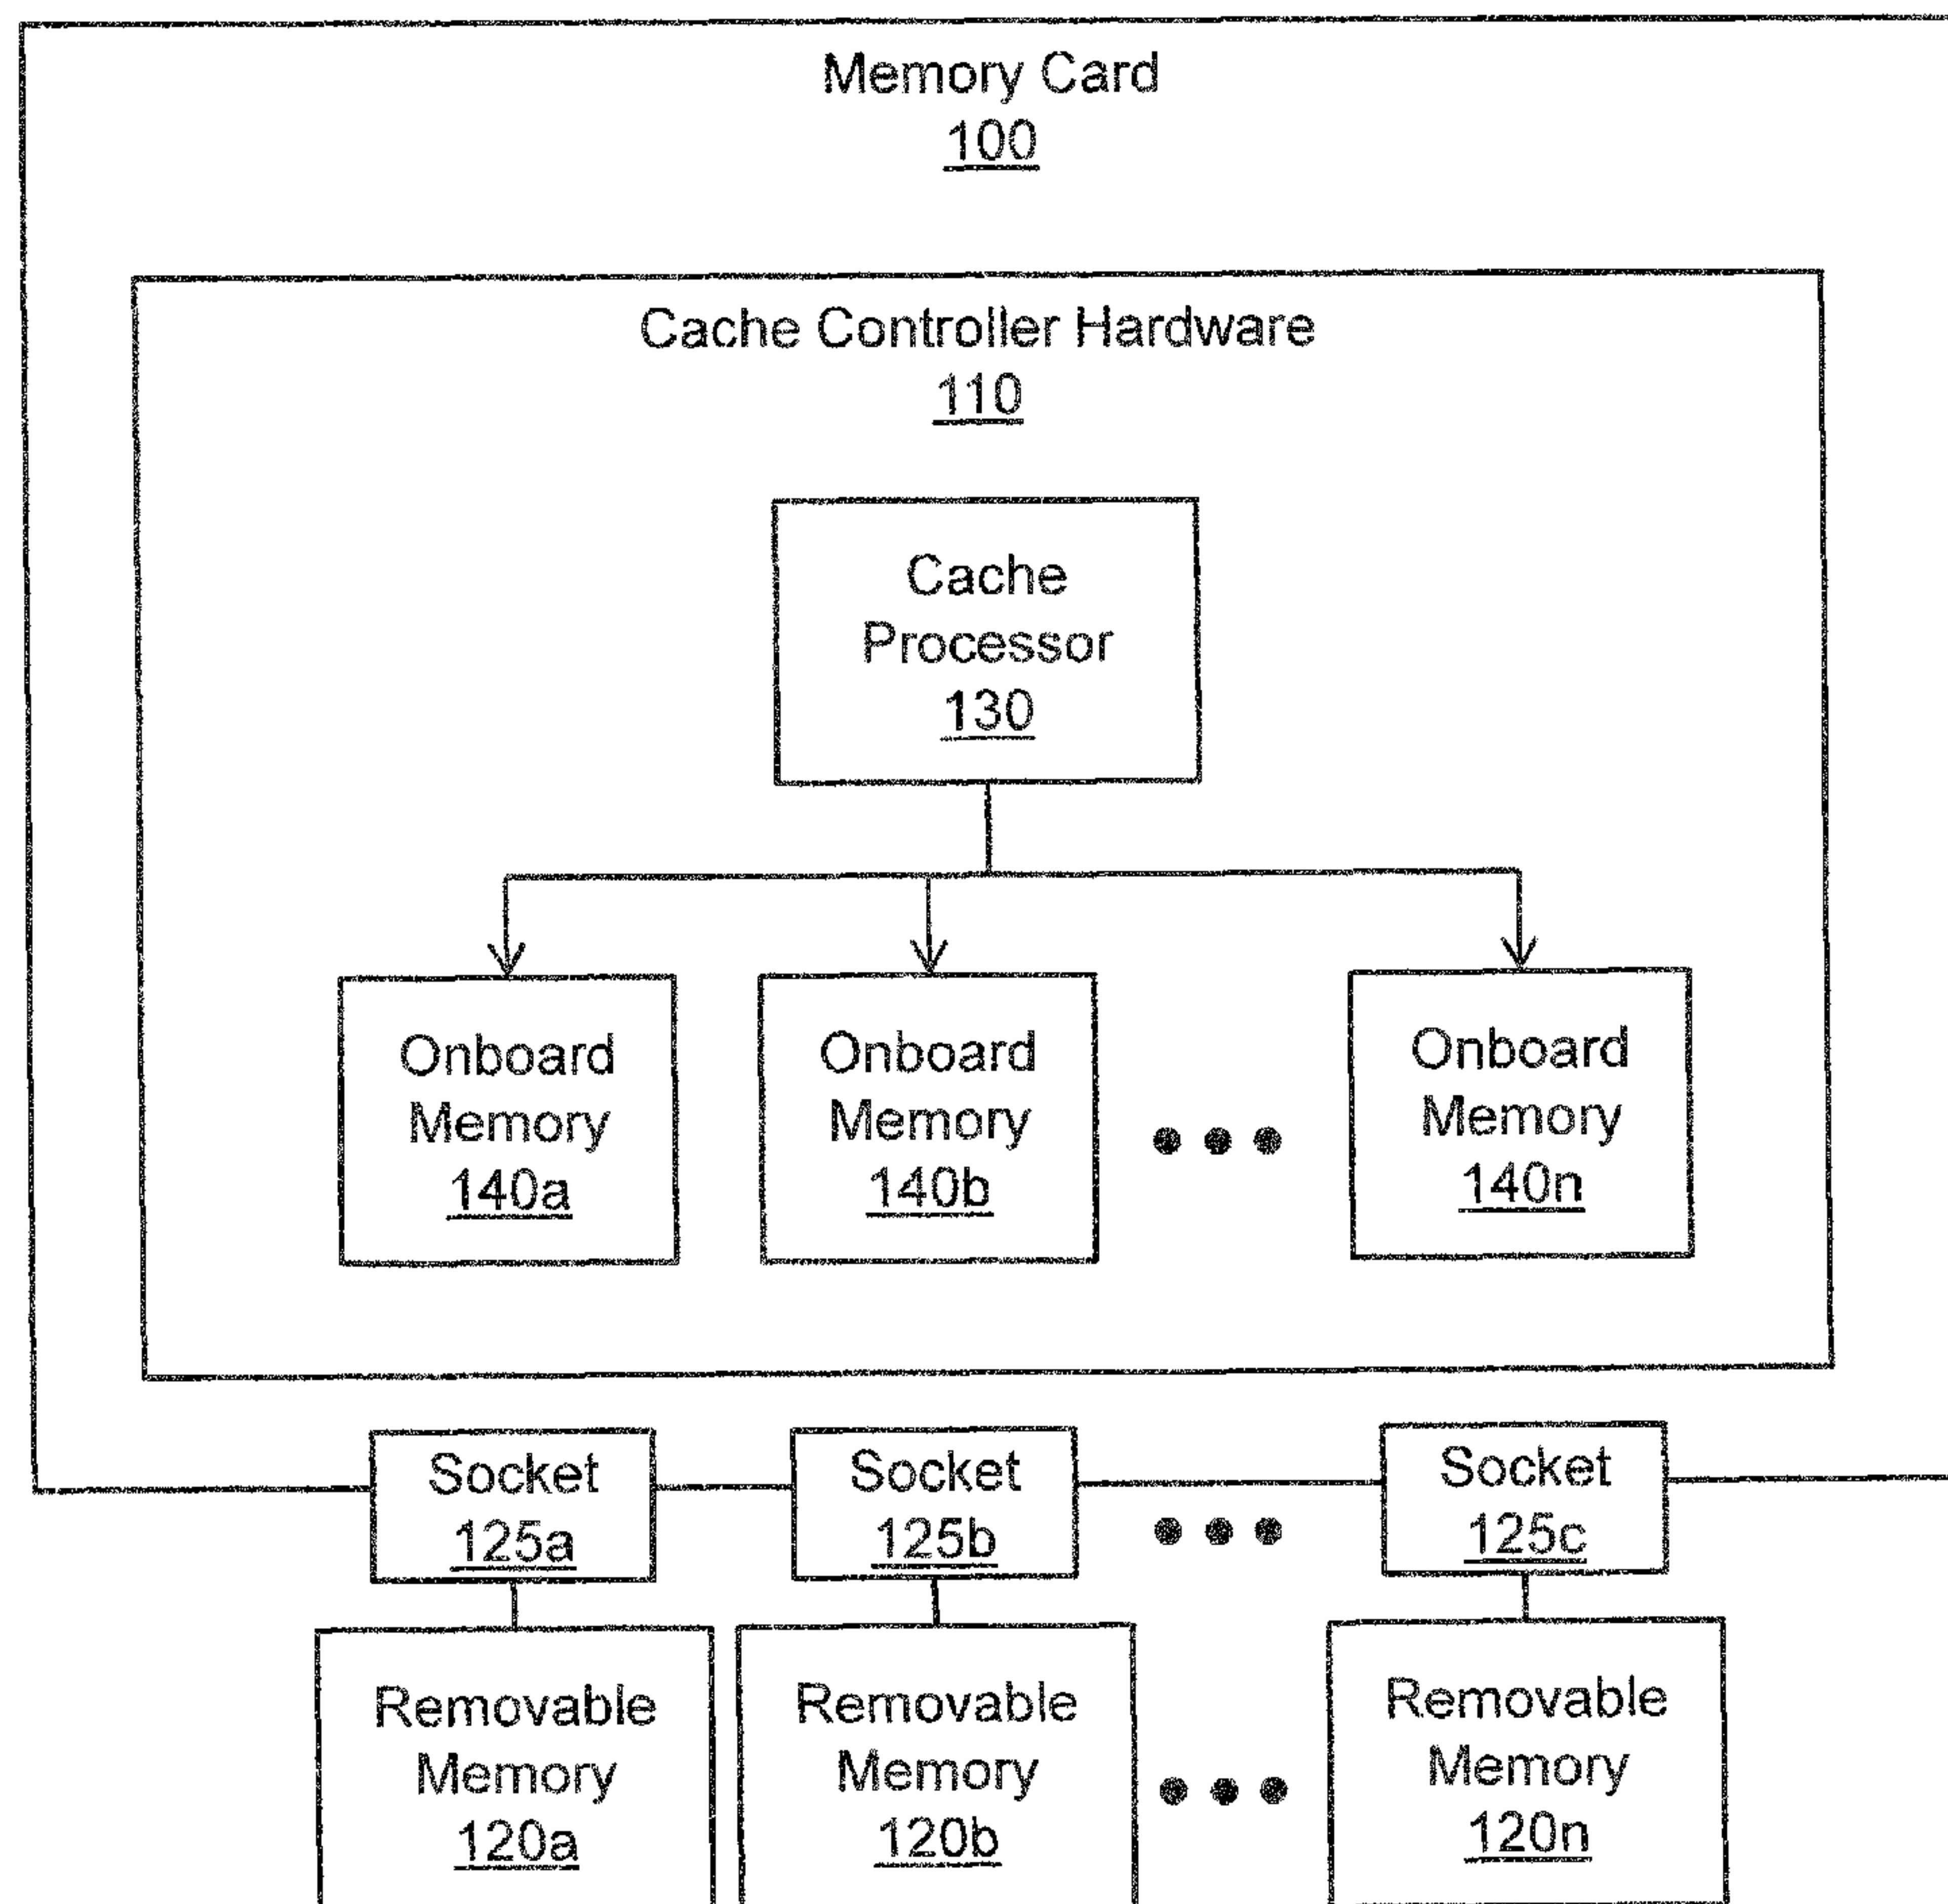 Memory Card
100
Cache Controller Hardware
110
Cache
Processor
130
Onboard
Memory
140a
Onboard
Memory
140b
Onboard
Memory
140n
Socket
125a
Socket
125b
Socket
125c
Removable
Memory
120a
Removable
Memory
120b
Removable
Memory
120n